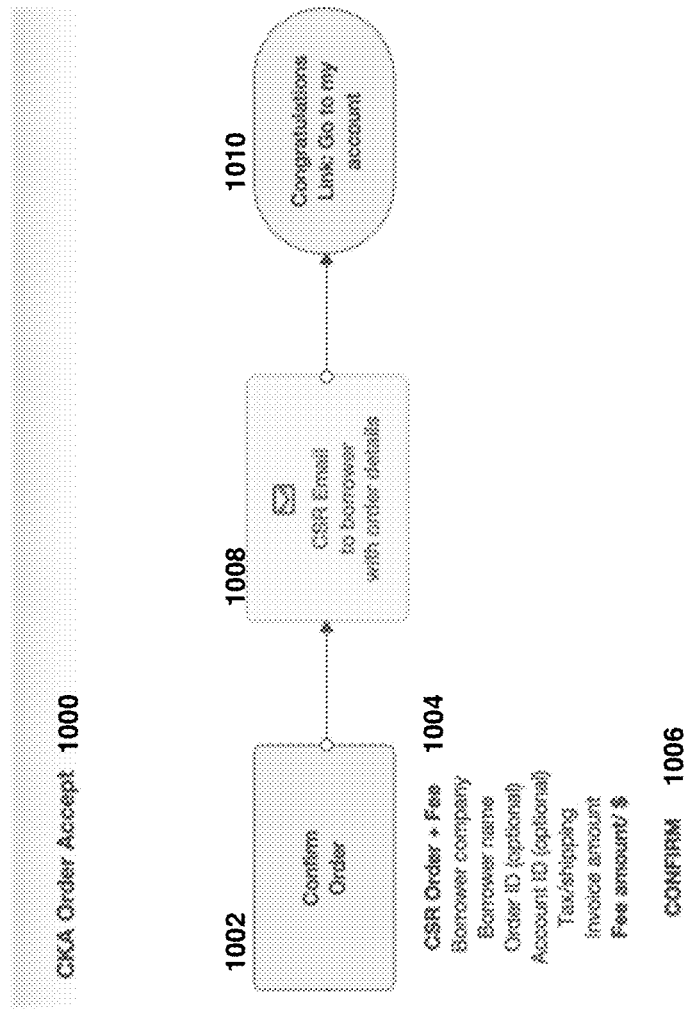 CKA Order Accept 1000
1002
Confirm
Order
1004
CSR Order + Fee
Borrower company
Borrower name
Order ID (optional)
Account ID (optional)
Tax/shipping
Invoice amount
Fee amount/ $
CONFIRM 1006
1008
CSR Email
to borrower
with order details
1010
Congratulations
Link: Go to my
account